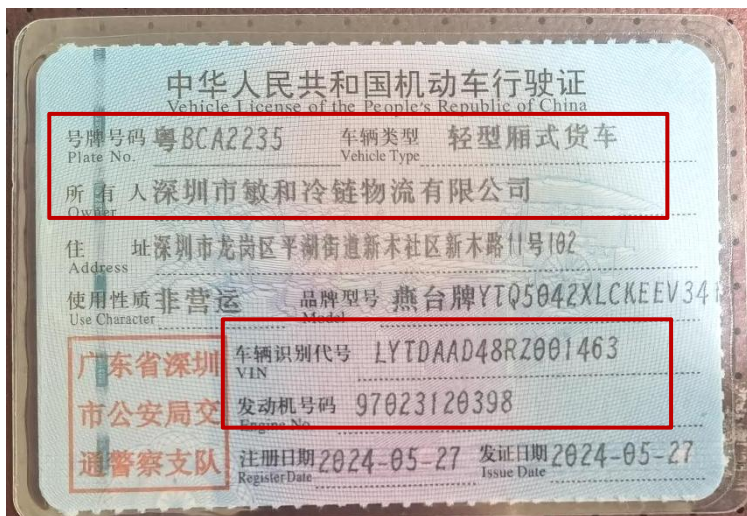 中华人民共和国机动车行驶证
Vehicle License of the People's Republic of China
号牌号码 粤BCA2235 车辆类型 轻型厢式货车
Plate No. Vehicle Type
所有人 深圳市敏和冷链物流有限公司
Owner
住址 深圳市龙岗区平湖街道新木社区新木路11号102
Address
使用性质 非营运 品牌型号 燕台牌YTQ5042XLCKEEV341
Use Character Model
广东省深圳 车辆识别代号 LYTDAAD48RZ001463
VIN
市公安局交 发动机号码 97023120398
Engine No.
通警察支队 注册日期 2024-05-27 发证日期 2024-05-27
Register Date Issue Date